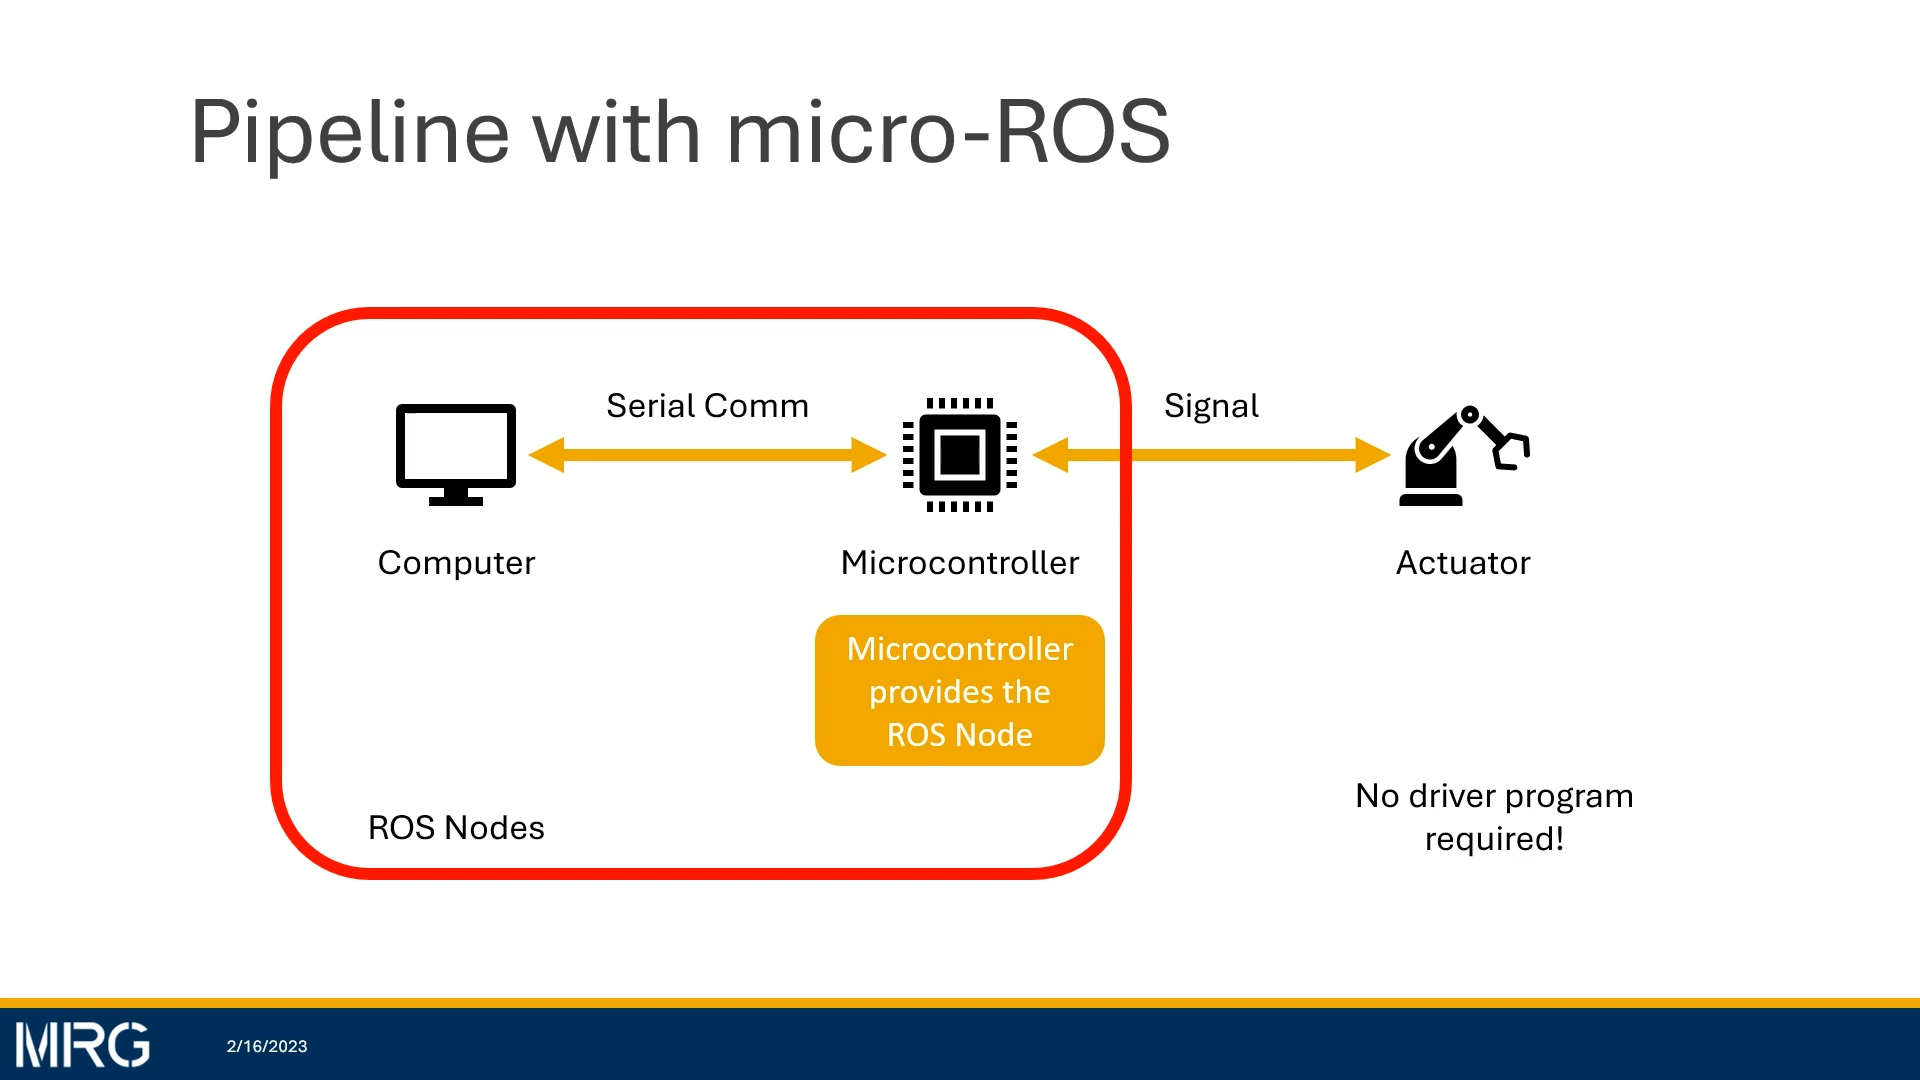 Pipeline with micro-ROS
Serial Comm
Signal
Computer
Microcontroller
Actuator
Microcontroller
provides the
ROS Node
No driver program
required!
ROS Nodes
MRG
2/16/2023